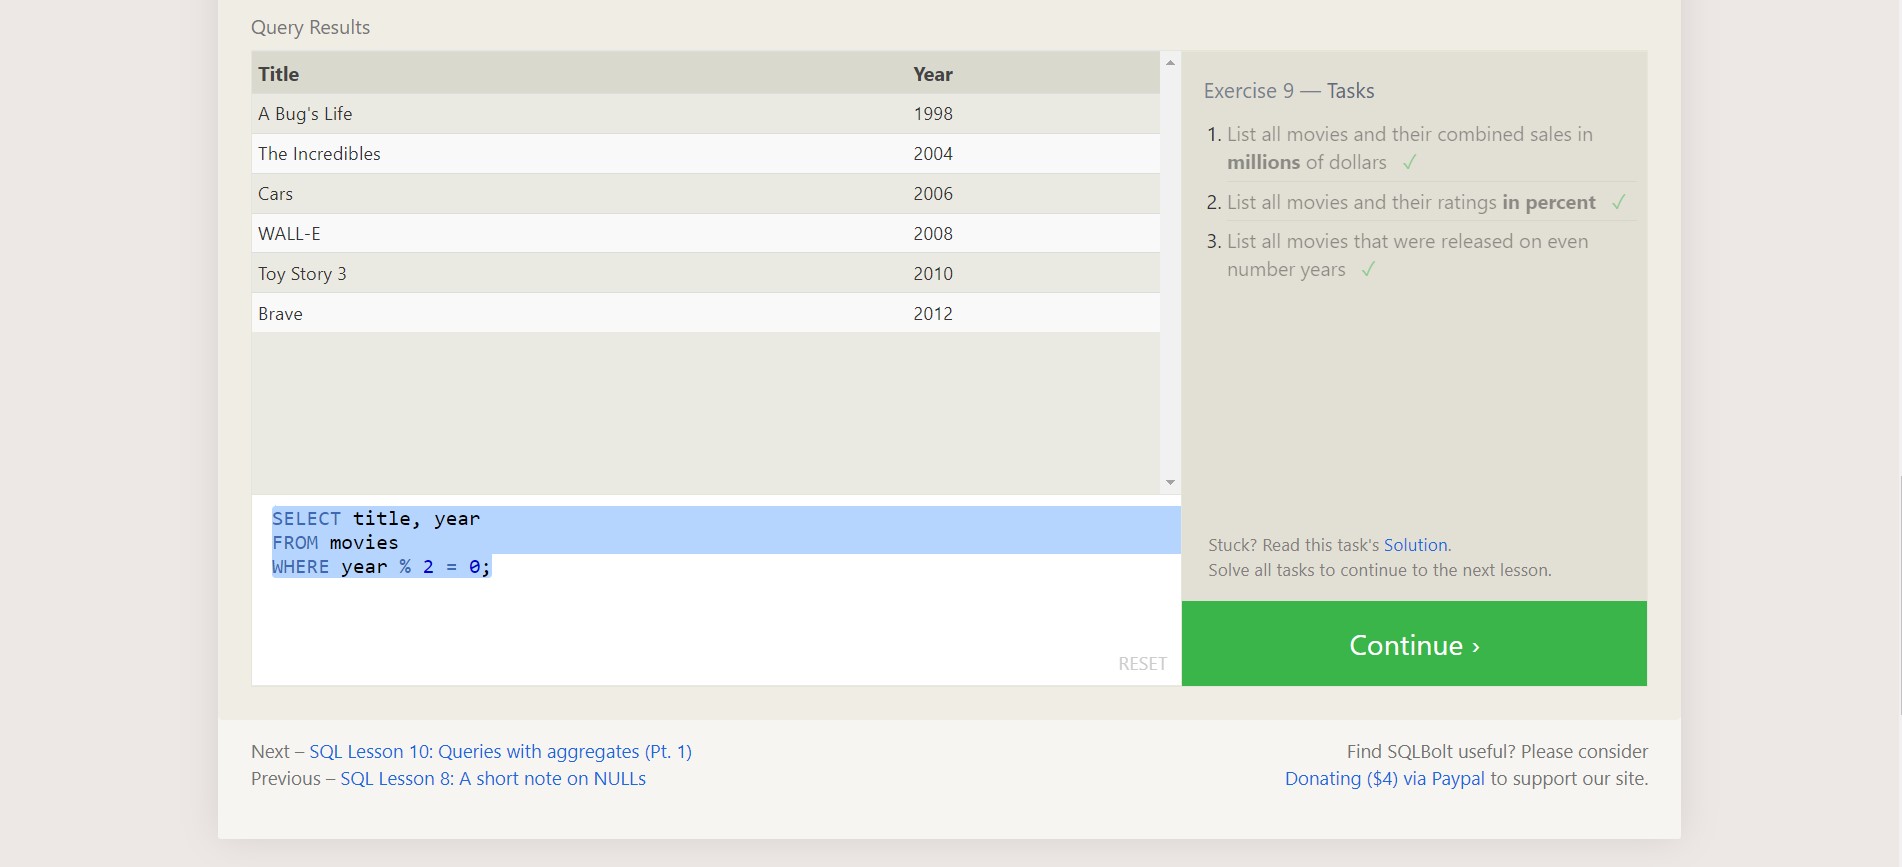 Query Results
Title Year
A Bug's Life 1998
The Incredibles 2004
Cars 2006
WALL-E 2008
Toy Story 3 2010
Brave 2012
SELECT title, year
FROM movies
WHERE year % 2 = 0;
RESET
Exercise 9 — Tasks
1. List all movies and their combined sales in
millions of dollars ✓
2. List all movies and their ratings in percent ✓
3. List all movies that were released on even
number years ✓
Stuck? Read this task's Solution.
Solve all tasks to continue to the next lesson.
Continue ›
Next – SQL Lesson 10: Queries with aggregates (Pt. 1)
Previous – SQL Lesson 8: A short note on NULLs
Find SQLBolt useful? Please consider
Donating ($4) via Paypal to support our site.